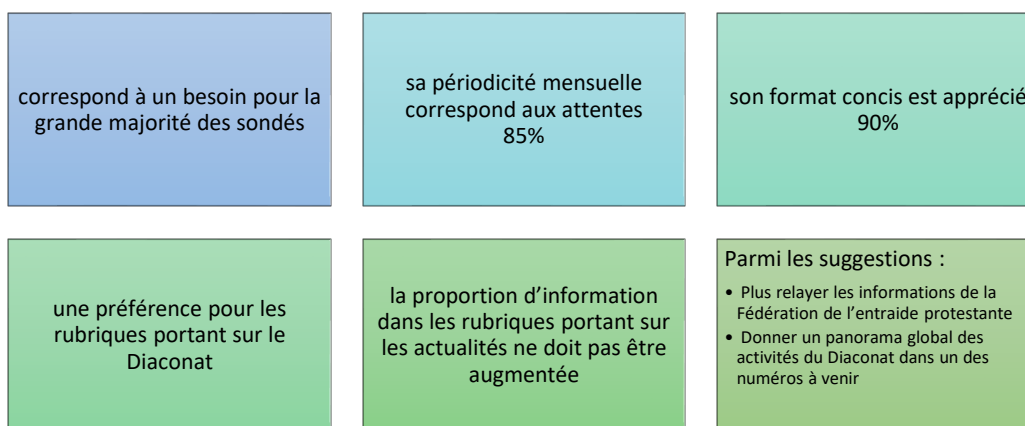 correspond à un besoin pour la
grande majorité des sondés
sa périodicité mensuelle
correspond aux attentes
85%
son format concis est apprécié
90%
une préférence pour les
rubriques portant sur le
Diaconat
la proportion d’information
dans les rubriques portant sur
les actualités ne doit pas être
augmentée
Parmi les suggestions :
• Plus relayer les informations de la
Fédération de l’entraide protestante
• Donner un panorama global des
activités du Diaconat dans un des
numéros à venir